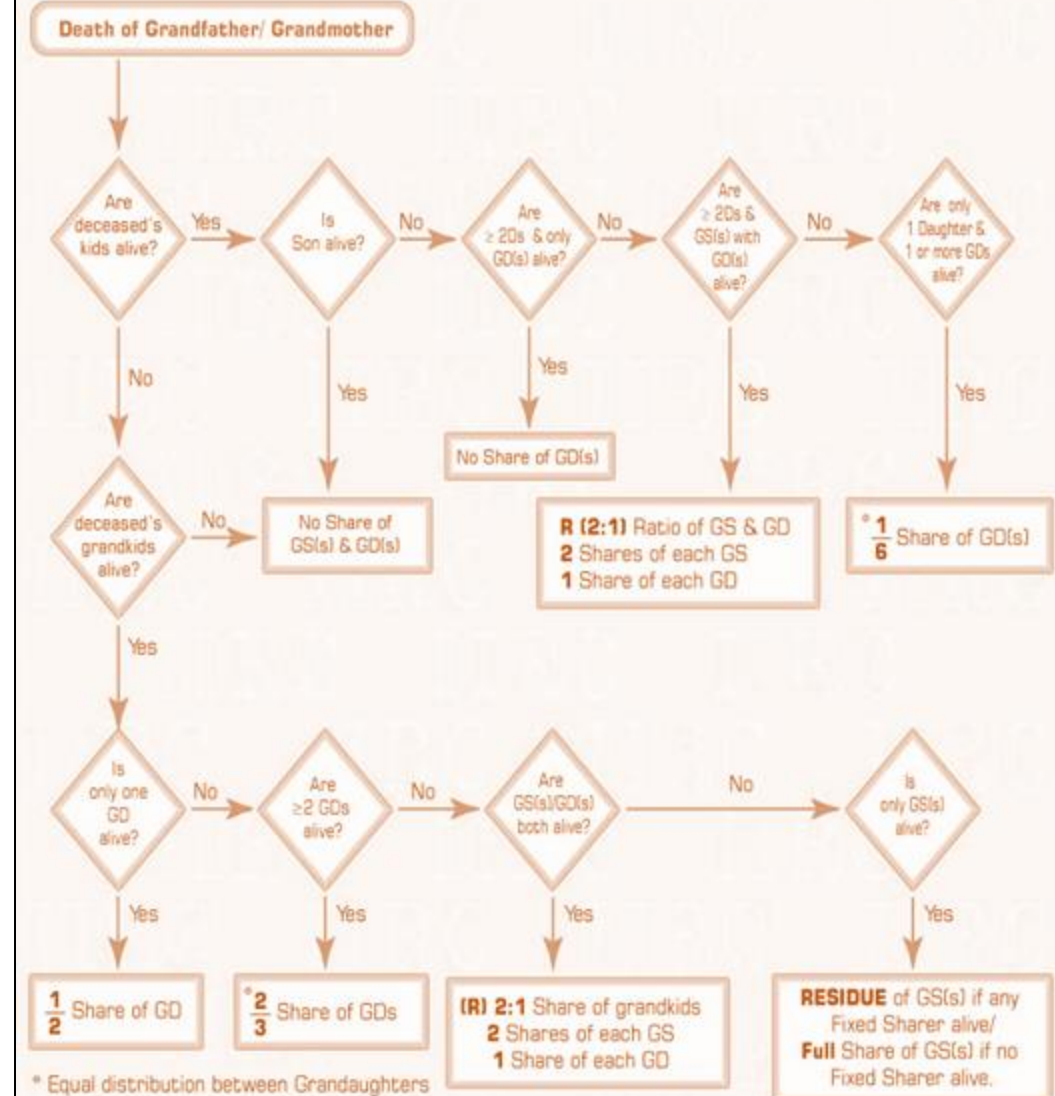 Death of Grandfather/ Grandmother
Are
deceased's
kids alive?
Yes
Is
Son alive?
No
Are
≥ 2Ds & only
GD(s) alive?
No
Are
≥ 2Ds &
GS(s) with
GD(s)
alive?
No
Are only
1 Daughter &
1 or more GDs
alive?
No
Yes
Yes
Yes
Yes
No Share of GD(s)
Are
deceased's
grandkids
alive?
No
No Share of
GS(s) & GD(s)
R (2:1) Ratio of GS & GD
2 Shares of each GS
1 Share of each GD
* 1
6 Share of GD(s)
Yes
Is
only one
GD
alive?
No
Are
≥2 GDs
alive?
No
Are
GS(s)/GD(s)
both alive?
No
Is
only GS(s)
alive?
Yes
Yes
Yes
Yes
1
2 Share of GD
* 2
3 Share of GDs
(R) 2:1 Share of grandkids
2 Shares of each GS
1 Share of each GD
RESIDUE of GS(s) if any
Fixed Sharer alive/
Full Share of GS(s) if no
Fixed Sharer alive.
* Equal distribution between Grandaughters